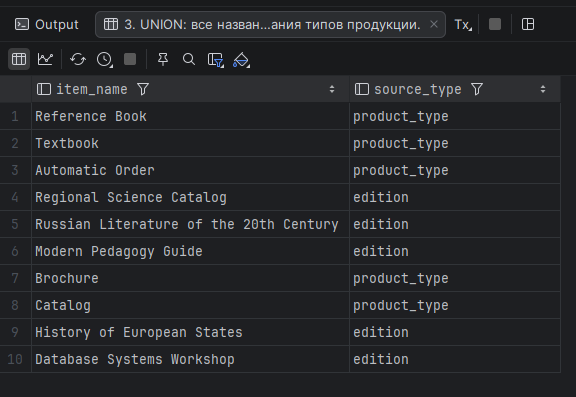 Output
3. UNION: все назван...ания типов продукции.
Tx
item_name source_type
1 Reference Book product_type
2 Textbook product_type
3 Automatic Order product_type
4 Regional Science Catalog edition
5 Russian Literature of the 20th Century edition
6 Modern Pedagogy Guide edition
7 Brochure product_type
8 Catalog product_type
9 History of European States edition
10 Database Systems Workshop edition